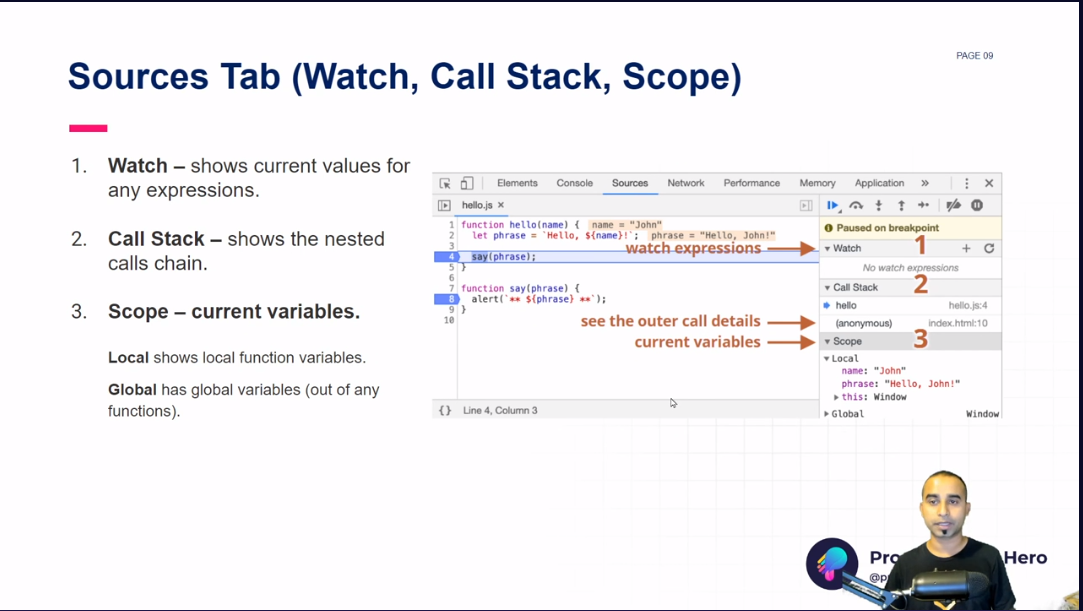 PAGE 09
Sources Tab (Watch, Call Stack, Scope)
1. Watch – shows current values for
any expressions.
2. Call Stack – shows the nested
calls chain.
3. Scope – current variables.
Local shows local function variables.
Global has global variables (out of any
functions).
Elements Console Sources Network Performance Memory Application »
hello.js ×
1 function hello(name) { name = "John"
2 let phrase = `Hello, ${name}!`; phrase = "Hello, John!"
3
4 say(phrase);
5 }
6
7 function say(phrase) {
8 alert(`** ${phrase} **`);
9 }
10
watch expressions
see the outer call details
current variables
{} Line 4, Column 3
Paused on breakpoint
Watch 1
No watch expressions
Call Stack 2
hello hello.js:4
(anonymous) index.html:10
Scope 3
Local
name: "John"
phrase: "Hello, John!"
this: Window
Global Window
Hero